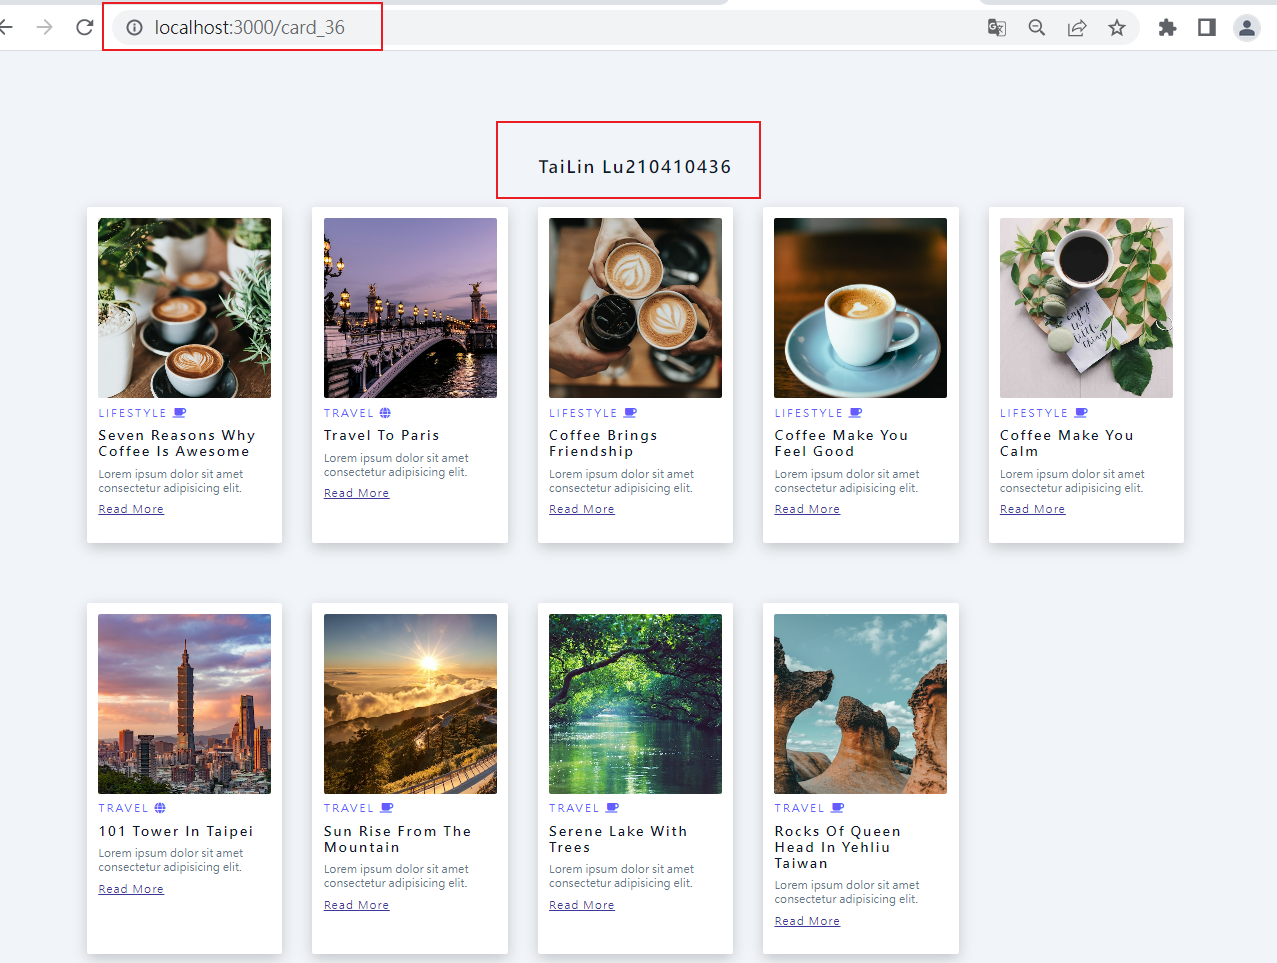 localhost:3000/card_36
TaiLin Lu210410436
LIFESTYLE
Seven Reasons Why
Coffee Is Awesome
Lorem ipsum dolor sit amet
consectetur adipisicing elit.
Read More
TRAVEL
Travel To Paris
Lorem ipsum dolor sit amet
consectetur adipisicing elit.
Read More
LIFESTYLE
Coffee Brings
Friendship
Lorem ipsum dolor sit amet
consectetur adipisicing elit.
Read More
LIFESTYLE
Coffee Make You
Feel Good
Lorem ipsum dolor sit amet
consectetur adipisicing elit.
Read More
enjoy
the
little
things
LIFESTYLE
Coffee Make You
Calm
Lorem ipsum dolor sit amet
consectetur adipisicing elit.
Read More
TRAVEL
101 Tower In Taipei
Lorem ipsum dolor sit amet
consectetur adipisicing elit.
Read More
TRAVEL
Sun Rise From The
Mountain
Lorem ipsum dolor sit amet
consectetur adipisicing elit.
Read More
TRAVEL
Serene Lake With
Trees
Lorem ipsum dolor sit amet
consectetur adipisicing elit.
Read More
TRAVEL
Rocks Of Queen
Head In Yehliu
Taiwan
Lorem ipsum dolor sit amet
consectetur adipisicing elit.
Read More